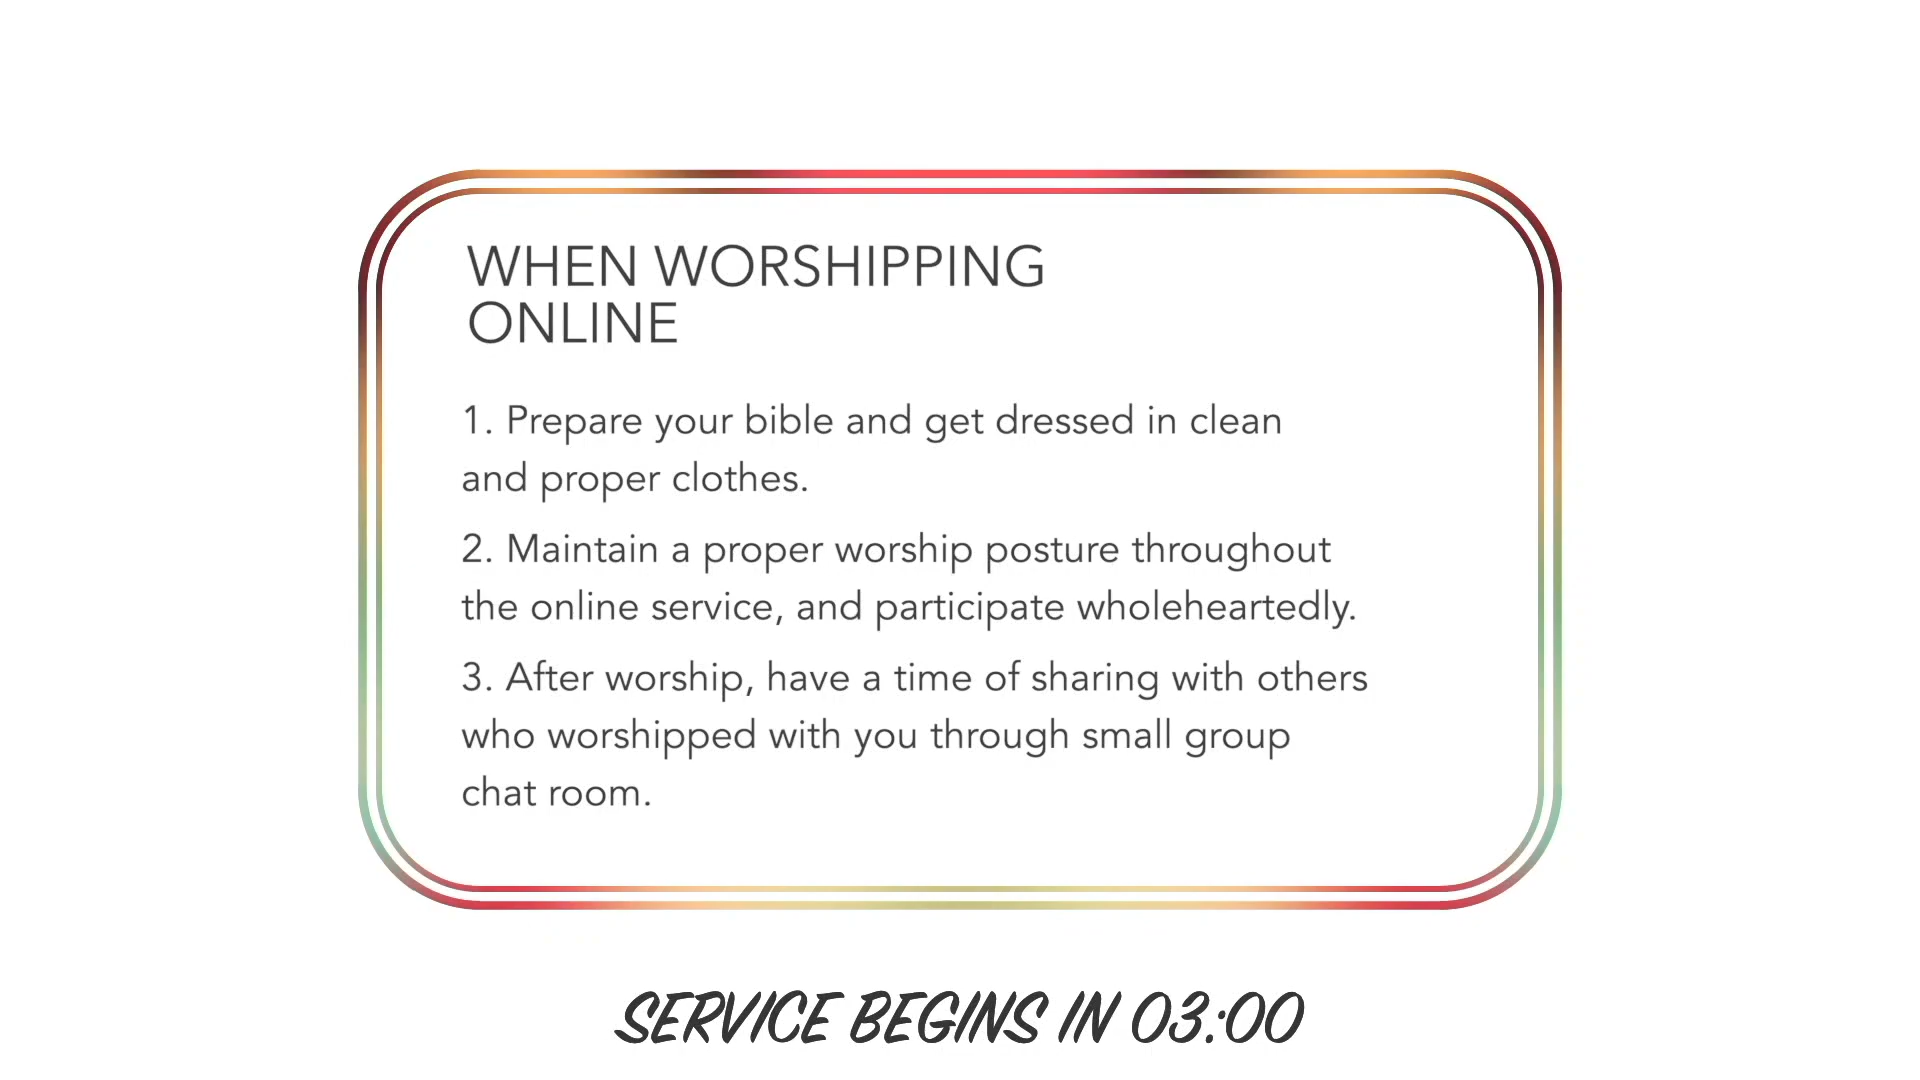 WHEN WORSHIPPING
ONLINE
1. Prepare your bible and get dressed in clean
and proper clothes.
2. Maintain a proper worship posture throughout
the online service, and participate wholeheartedly.
3. After worship, have a time of sharing with others
who worshipped with you through small group
chat room.
SERVICE BEGINS IN 03:00